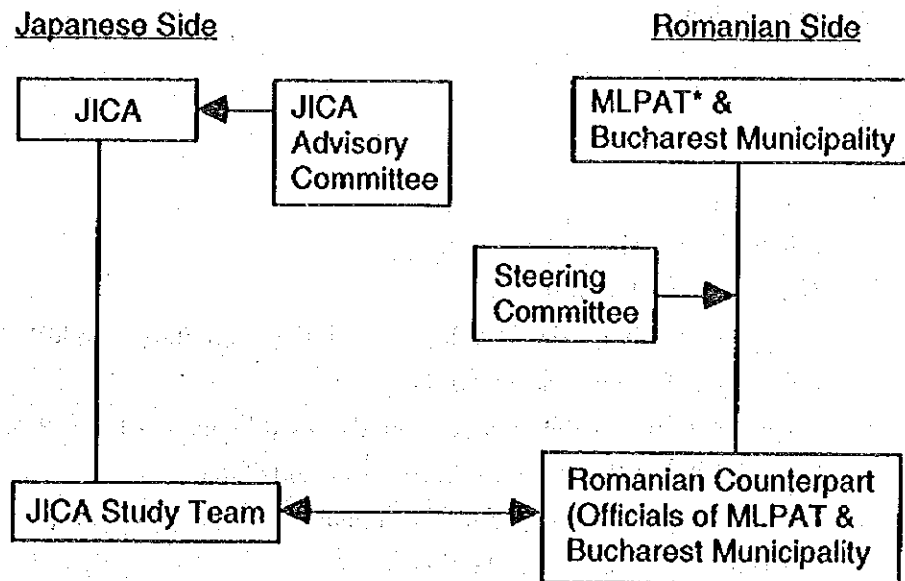 Japanese Side
Romanian Side
JICA
JICA
Advisory
Committee
MLPAT* &
Bucharest Municipality
Steering
Committee
JICA Study Team
Romanian Counterpart
(Officials of MLPAT &
Bucharest Municipality